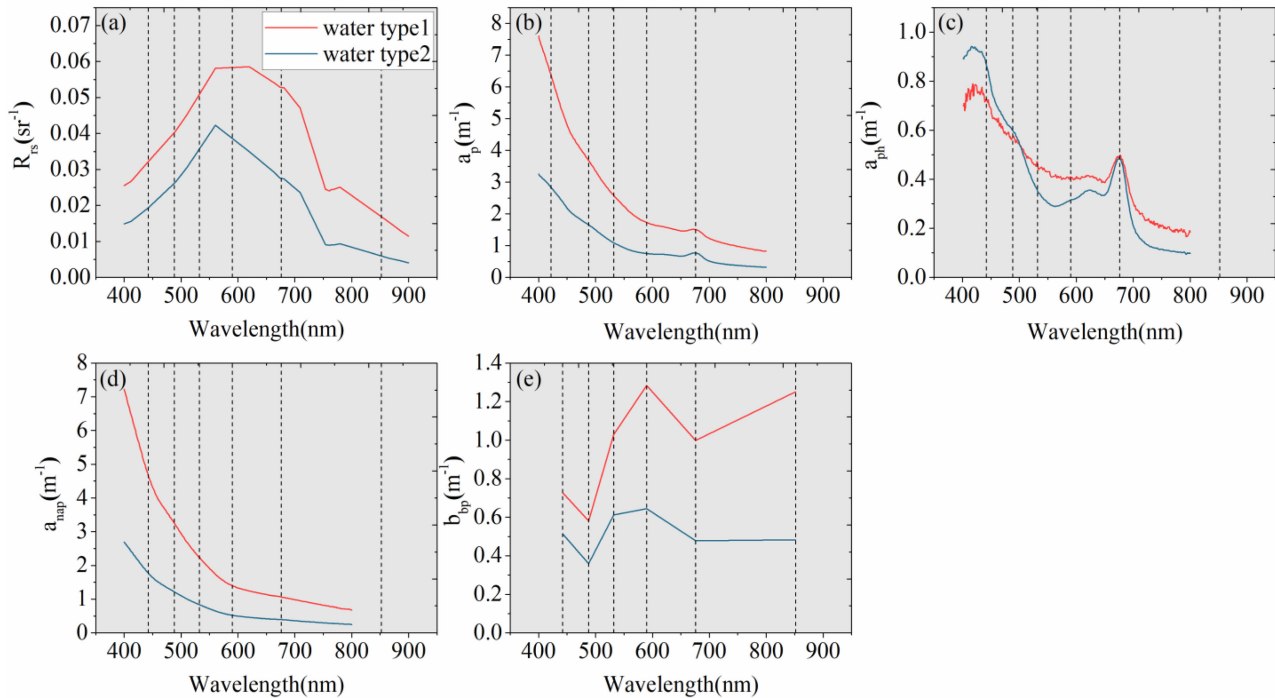 (a)
water type1
water type2
0.07
0.06
0.05
0.04
0.03
0.02
0.01
0.00
Rrs(sr⁻¹)
400 500 600 700 800 900
Wavelength(nm)
(b)
8
7
6
5
4
3
2
1
0
ap(m⁻¹)
400 500 600 700 800 900
Wavelength(nm)
(c)
1.0
0.8
0.6
0.4
0.2
0.0
aph(m⁻¹)
400 500 600 700 800 900
Wavelength(nm)
(d)
8
7
6
5
4
3
2
1
0
anap(m⁻¹)
400 500 600 700 800 900
Wavelength(nm)
(e)
1.4
1.2
1.0
0.8
0.6
0.4
0.2
0.0
bbp(m⁻¹)
400 500 600 700 800 900
Wavelength(nm)